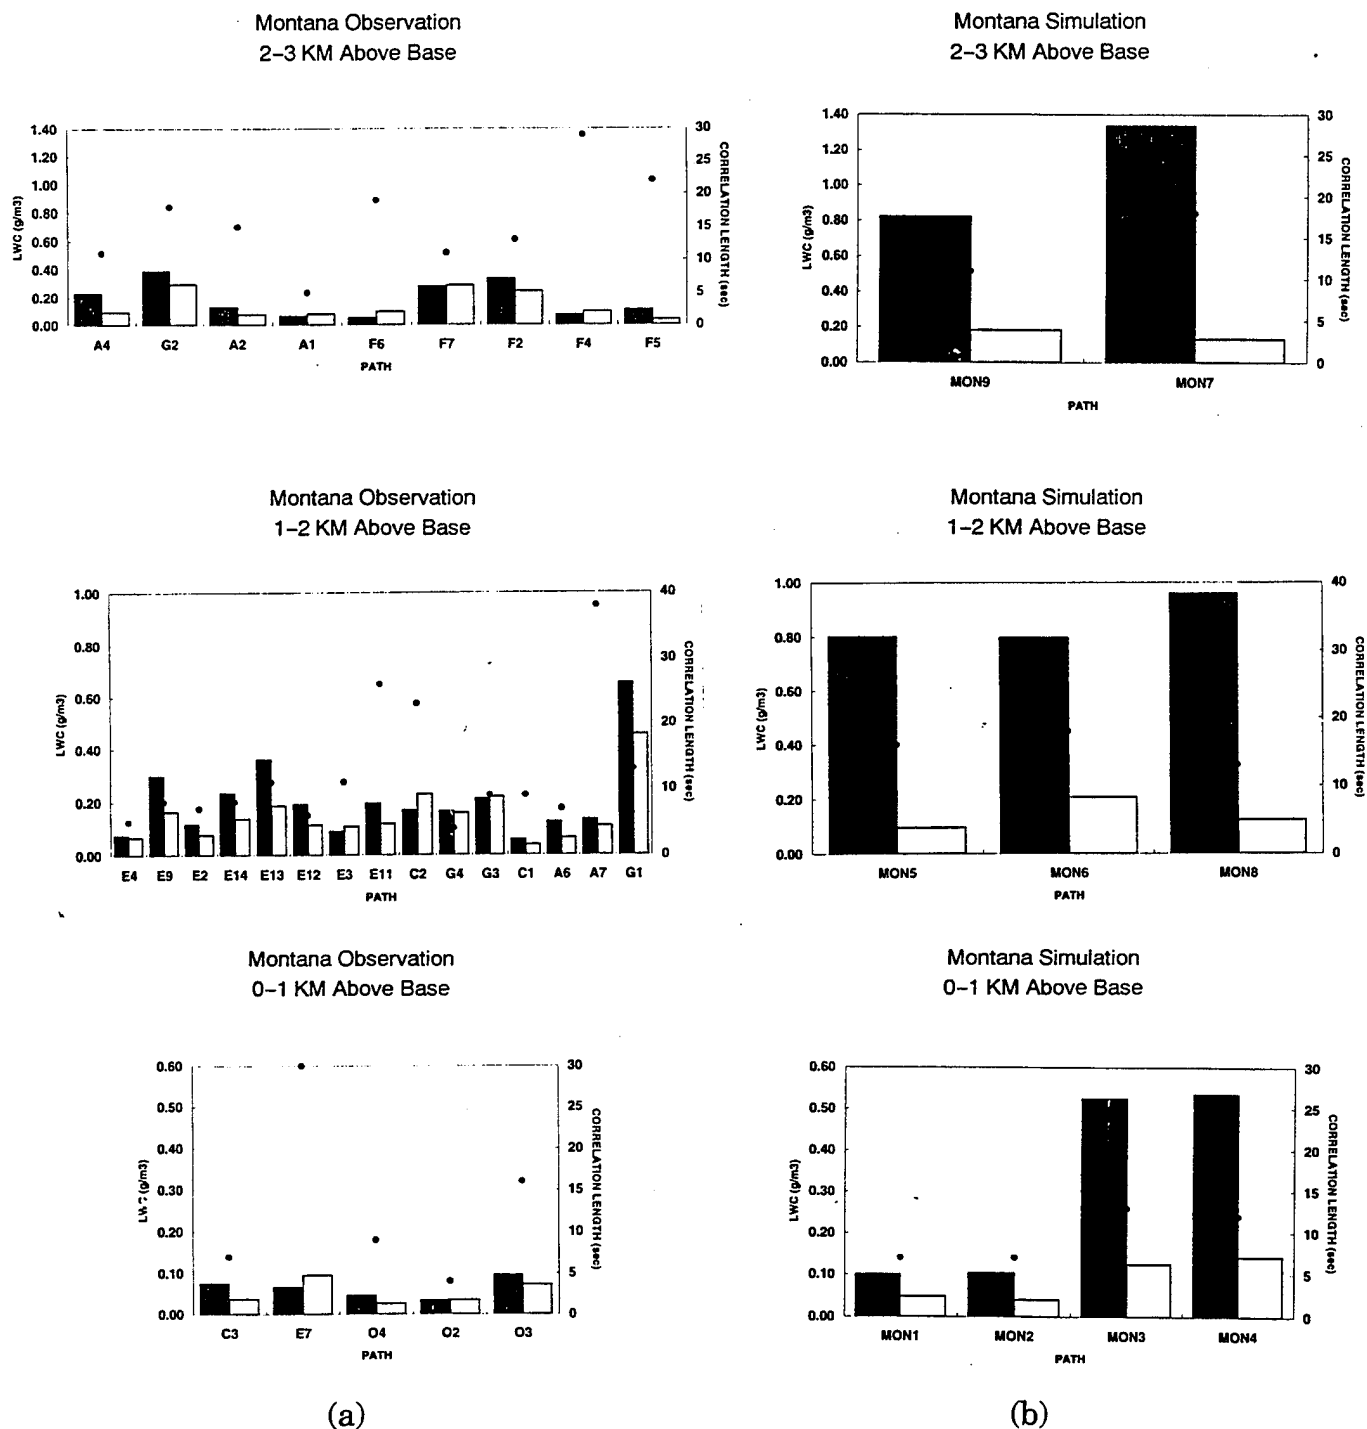 Montana Observation
2–3 KM Above Base
1.40
1.20
1.00
0.80
0.60
0.40
0.20
0.00
LWC (g/m3)
30
25
20
15
10
5
0
CORRELATION LENGTH (sec)
A4 G2 A2 A1 F6 F7 F2 F4 F5
PATH
Montana Simulation
2–3 KM Above Base
1.40
1.20
1.00
0.80
0.60
0.40
0.20
0.00
LWC (g/m3)
30
25
20
15
10
5
0
CORRELATION LENGTH (sec)
MON9 MON7
PATH
Montana Observation
1–2 KM Above Base
1.00
0.80
0.60
0.40
0.20
0.00
LWC (g/m3)
40
30
20
10
0
CORRELATION LENGTH (sec)
E4 E9 E2 E14 E13 E12 E3 E11 C2 G4 G3 C1 A6 A7 G1
PATH
Montana Simulation
1–2 KM Above Base
1.00
0.80
0.60
0.40
0.20
0.00
LWC (g/m3)
40
30
20
10
0
CORRELATION LENGTH (sec)
MON5 MON6 MON8
PATH
Montana Observation
0–1 KM Above Base
0.60
0.50
0.40
0.30
0.20
0.10
0.00
LWC (g/m3)
30
25
20
15
10
5
0
CORRELATION LENGTH (sec)
C3 E7 O4 O2 O3
PATH
Montana Simulation
0–1 KM Above Base
0.60
0.50
0.40
0.30
0.20
0.10
0.00
LWC (g/m3)
30
25
20
15
10
5
0
CORRELATION LENGTH (sec)
MON1 MON2 MON3 MON4
PATH
(a)
(b)